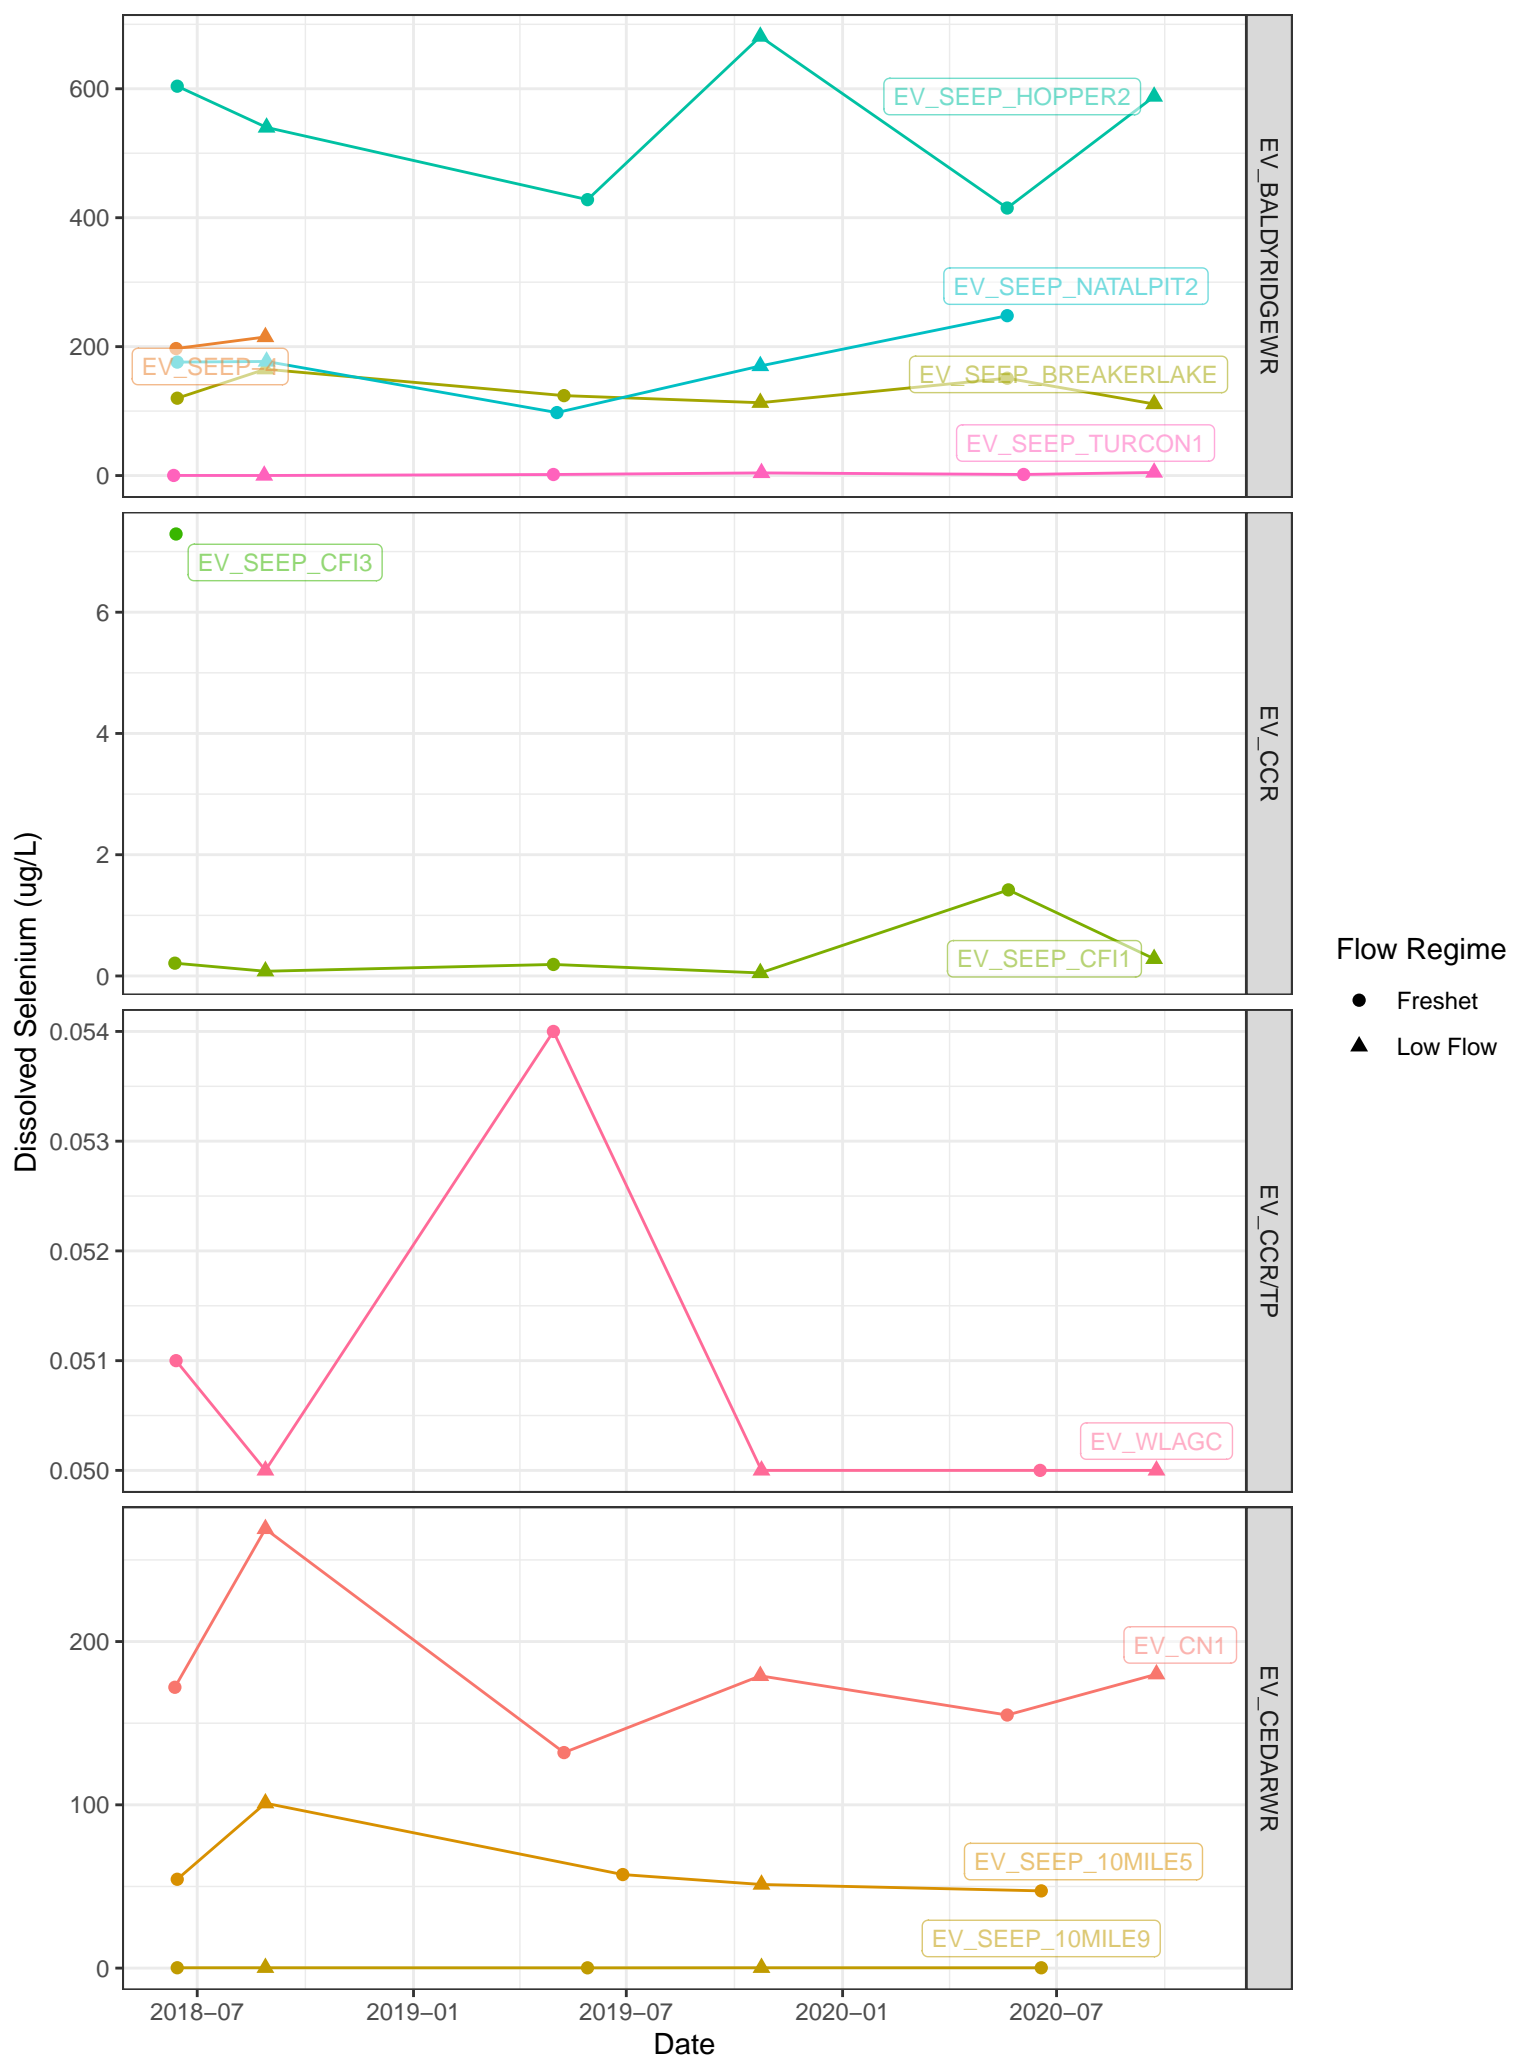 600
400
200
0
EV_SEEP_HOPPER2
EV_SEEP_NATALPIT2
EV_SEEP_4
EV_SEEP_BREAKERLAKE
EV_SEEP_TURCON1
EV_BALDYRIDGEWR
6
4
2
0
EV_SEEP_CFI3
EV_SEEP_CFI1
EV_CCR
Dissolved Selenium (ug/L)
0.054
0.053
0.052
0.051
0.050
EV_WLAGC
EV_CCR/TP
200
100
0
EV_CN1
EV_SEEP_10MILE5
EV_SEEP_10MILE9
EV_CEDARWR
2018−07
2019−01
2019−07
2020−01
2020−07
Date
Flow Regime
Freshet
Low Flow